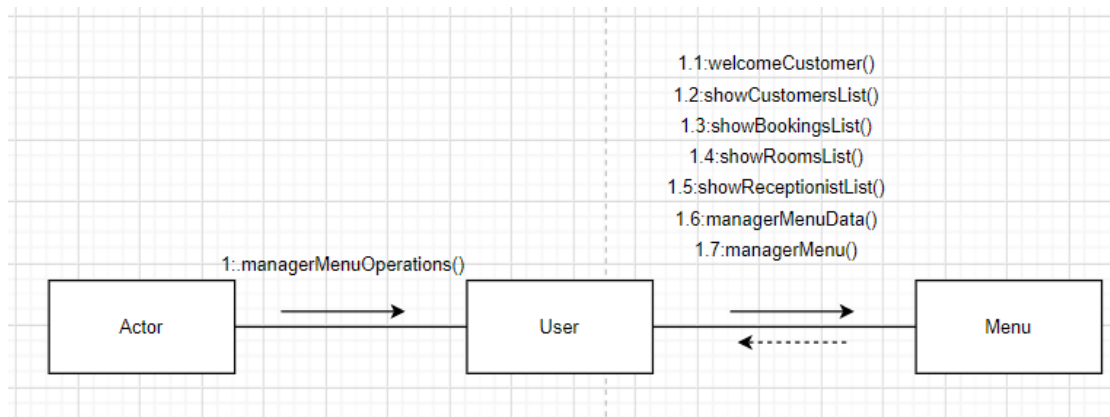 1.1:welcomeCustomer()
1.2:showCustomersList()
1.3:showBookingsList()
1.4:showRoomsList()
1.5:showReceptionistList()
1.6:managerMenuData()
1.7:managerMenu()
1:.managerMenuOperations()
Actor
User
Menu